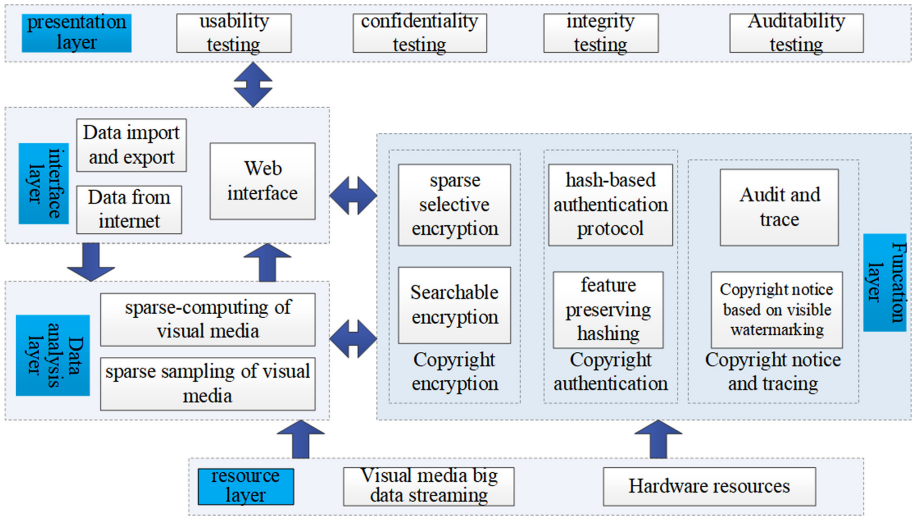 presentation
layer
usability
testing
confidentiality
testing
integrity
testing
Auditability
testing
interface
layer
Data import
and export
Data from
internet
Web
interface
sparse
selective
encryption
Searchable
encryption
Copyright
encryption
hash-based
authentication
protocol
feature
preserving
hashing
Copyright
authentication
Audit and
trace
Copyright notice
based on visible
watermarking
Copyright notice
and tracing
Funcation
layer
Data
analysis
layer
sparse-computing of
visual media
sparse sampling of visual
media
resource
layer
Visual media big
data streaming
Hardware resources